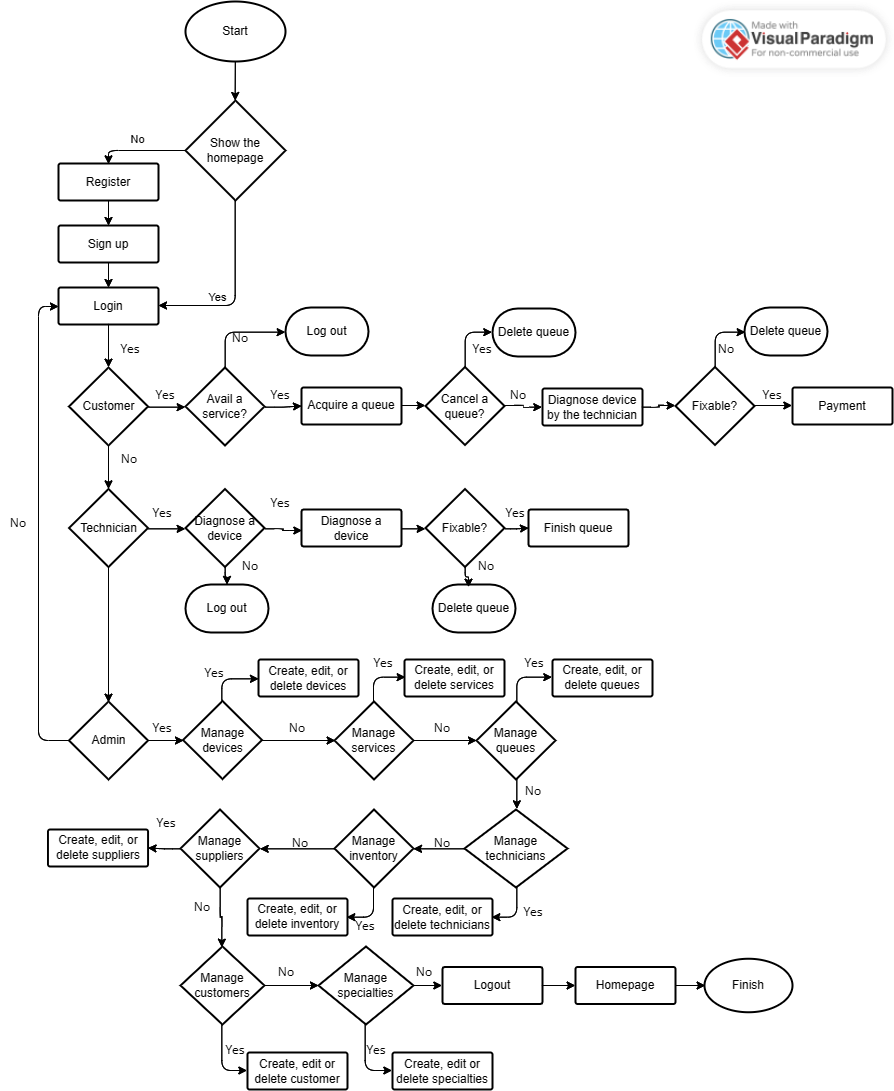 Start
Made with
VisualParadigm
For non-commercial use
Show the
homepage
No
Register
Sign up
Login
Yes
Yes
Customer
Yes
Avail a
service?
No
Log out
Yes
Acquire a queue
Cancel a
queue?
Yes
Delete queue
No
Diagnose device
by the technician
Fixable?
No
Delete queue
Yes
Payment
No
No
Technician
Yes
Diagnose a
device
Yes
Diagnose a
device
Fixable?
Yes
Finish queue
No
Log out
No
Delete queue
Admin
Yes
Manage
devices
Yes
Create, edit, or
delete devices
No
Manage
services
Yes
Create, edit, or
delete services
No
Manage
queues
Yes
Create, edit, or
delete queues
No
Manage
technicians
Yes
Create, edit, or
delete technicians
No
Manage
inventory
Yes
Create, edit, or
delete inventory
No
Manage
suppliers
Yes
Create, edit, or
delete suppliers
No
Manage
customers
Yes
Create, edit or
delete customer
No
Manage
specialties
Yes
Create, edit or
delete specialties
No
Logout
Homepage
Finish